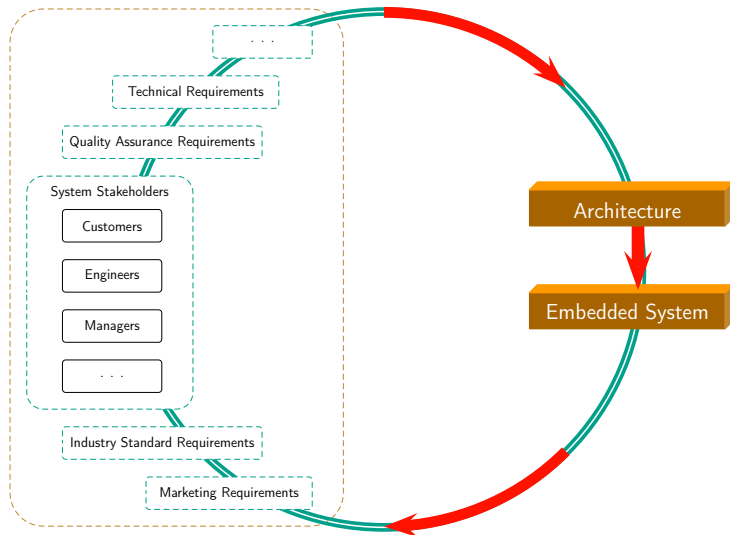 . . .
Technical Requirements
Quality Assurance Requirements
System Stakeholders
Customers
Engineers
Managers
. . .
Industry Standard Requirements
Marketing Requirements
Architecture
Embedded System